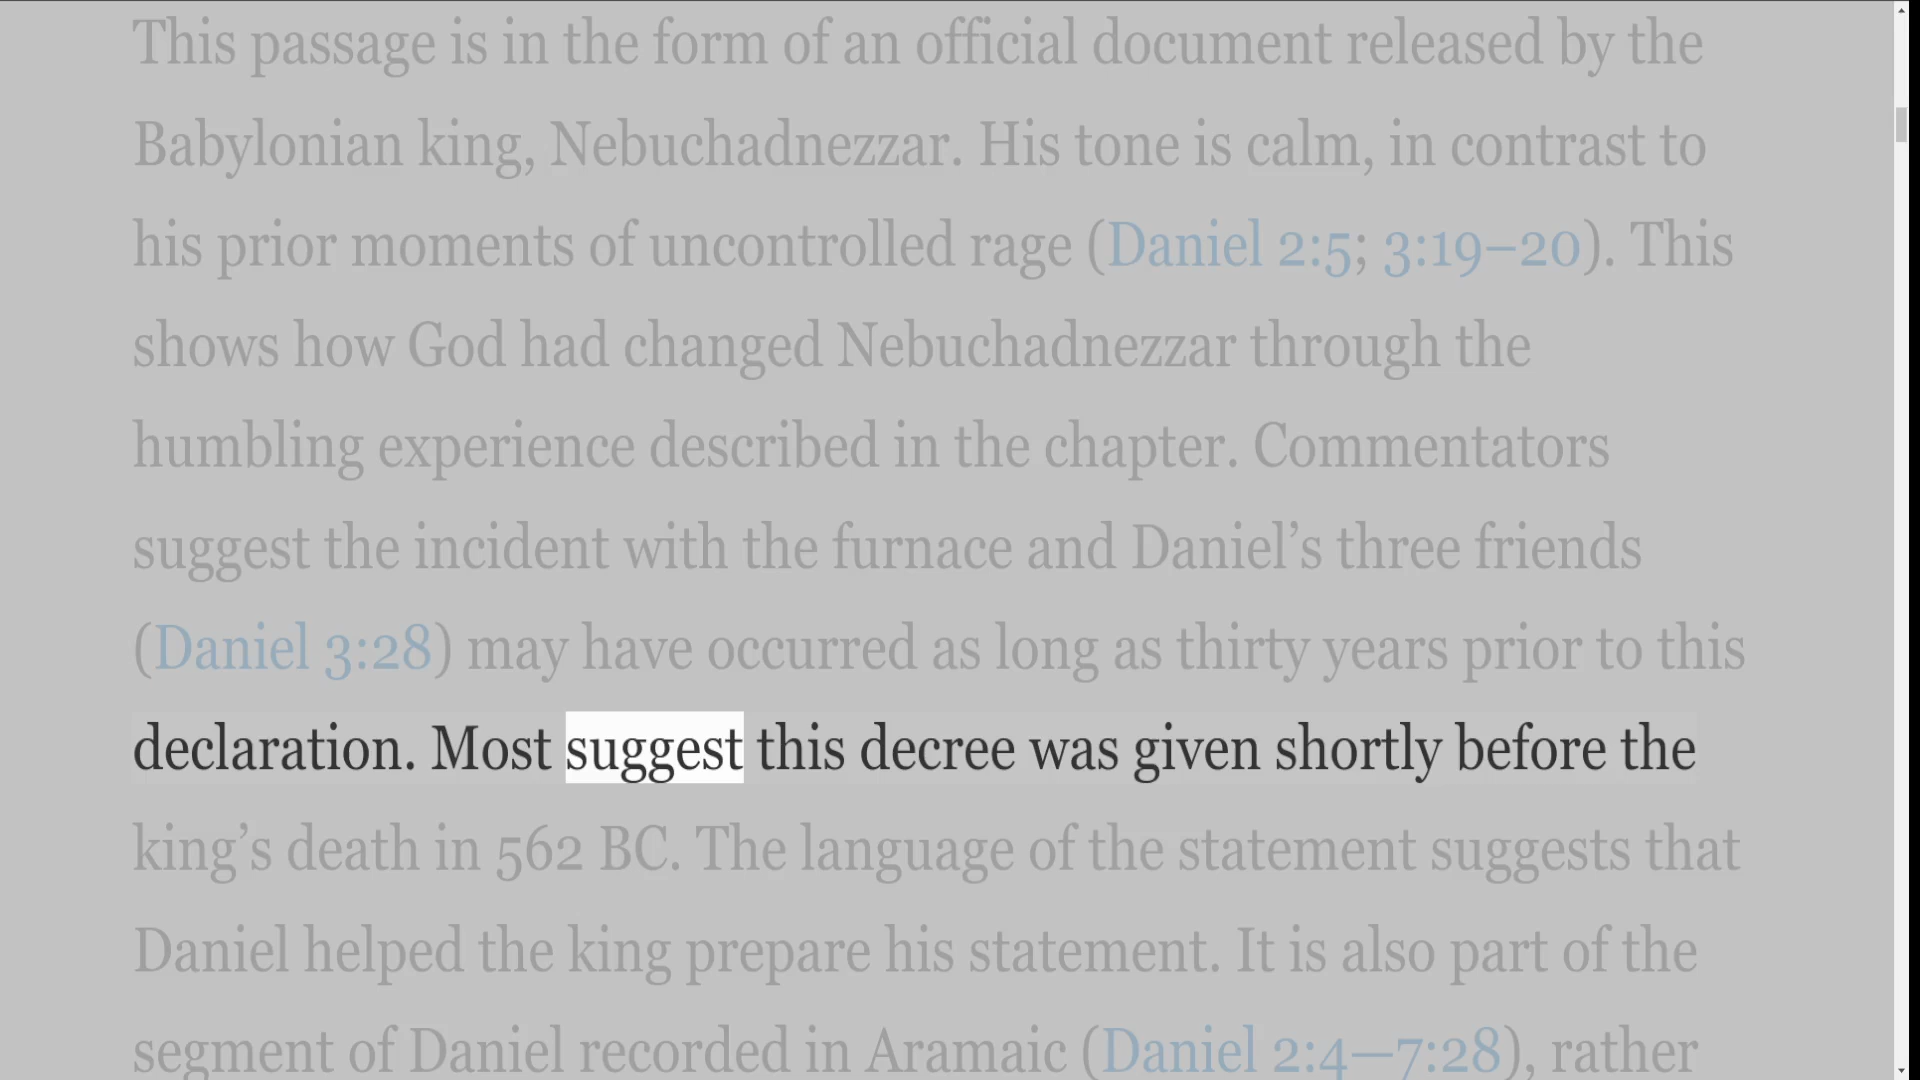 This passage is in the form of an official document released by the
Babylonian king, Nebuchadnezzar. His tone is calm, in contrast to
his prior moments of uncontrolled rage (Daniel 2:5; 3:19–20). This
shows how God had changed Nebuchadnezzar through the
humbling experience described in the chapter. Commentators
suggest the incident with the furnace and Daniel’s three friends
(Daniel 3:28) may have occurred as long as thirty years prior to this
declaration. Most suggest this decree was given shortly before the
king’s death in 562 BC. The language of the statement suggests that
Daniel helped the king prepare his statement. It is also part of the
segment of Daniel recorded in Aramaic (Daniel 2:4—7:28), rather